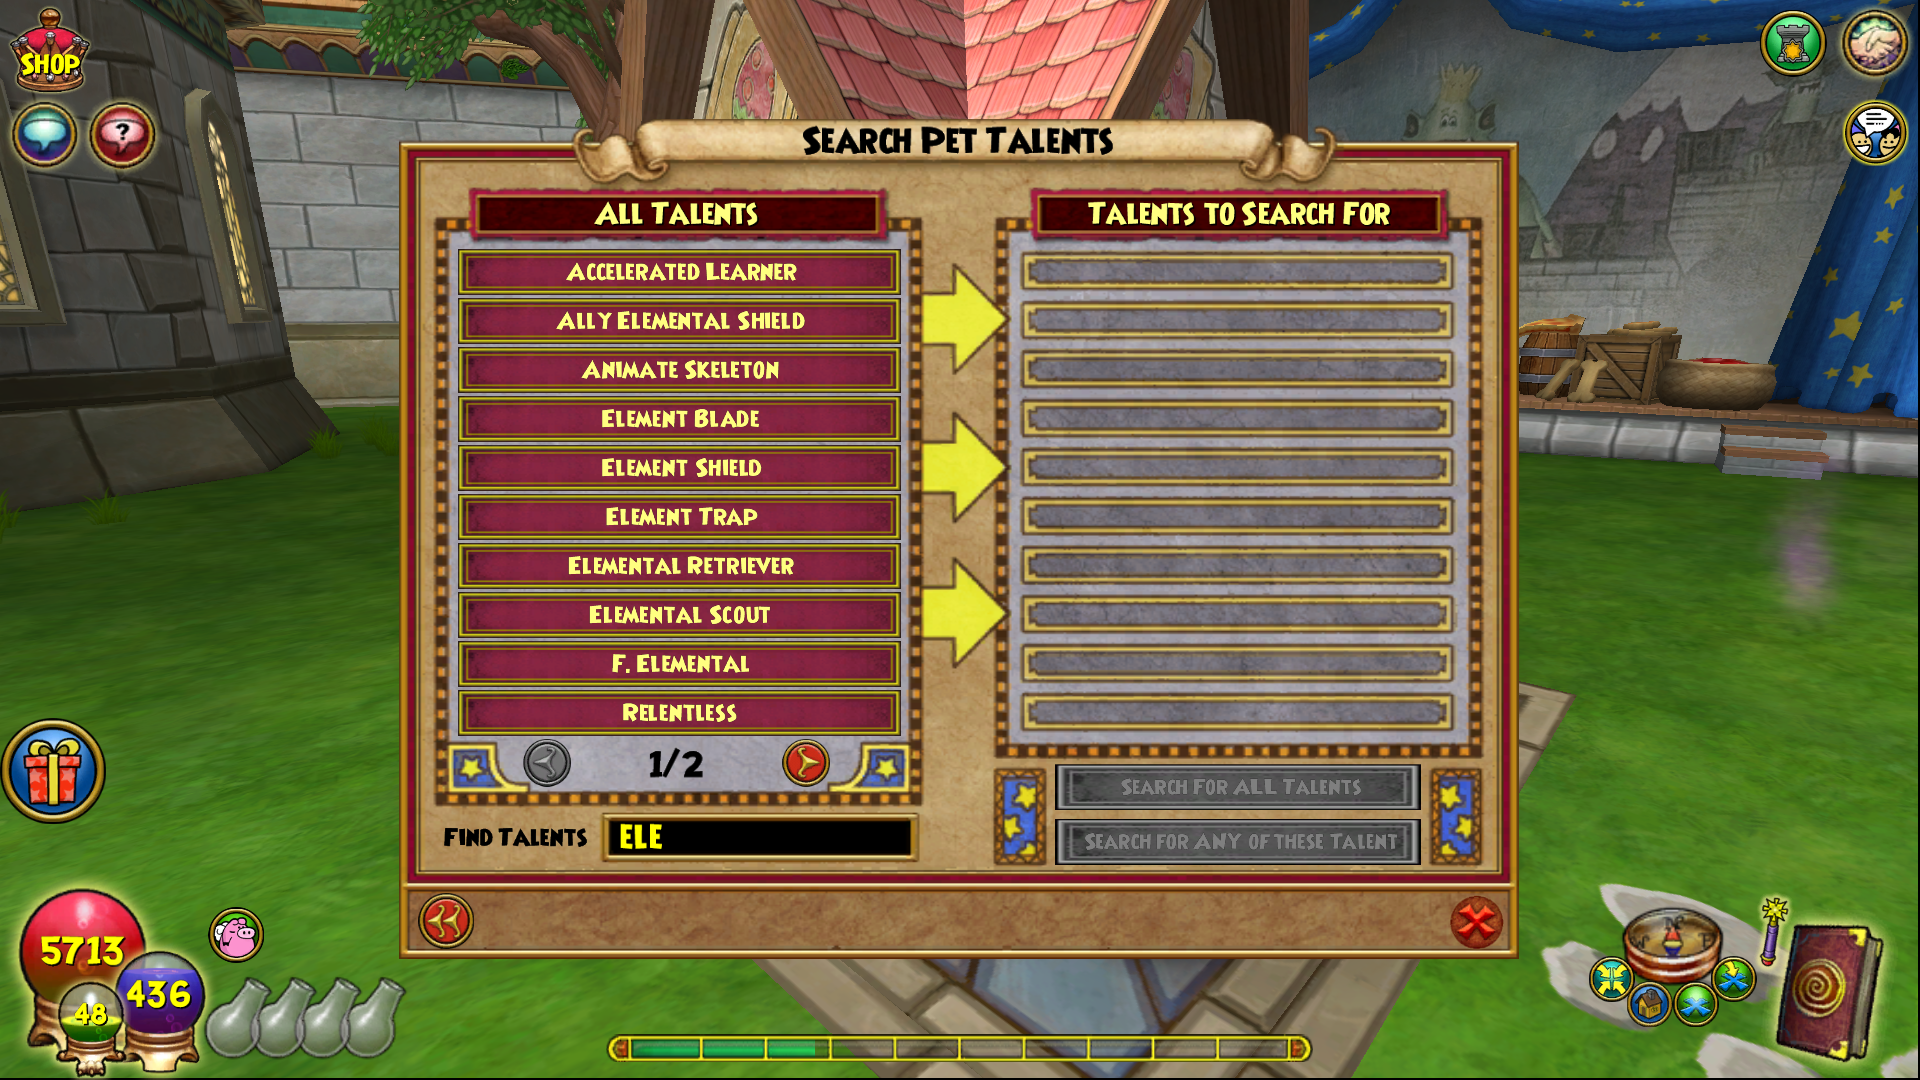 SHOP
?
SEARCH PET TALENTS
ALL TALENTS
TALENTS TO SEARCH FOR
ACCELERATED LEARNER
ALLY ELEMENTAL SHIELD
ANIMATE SKELETON
ELEMENT BLADE
ELEMENT SHIELD
ELEMENT TRAP
ELEMENTAL RETRIEVER
ELEMENTAL SCOUT
F. ELEMENTAL
RELENTLESS
1/2
SEARCH FOR ALL TALENTS
SEARCH FOR ANY OF THESE TALENT
FIND TALENTS
ELE
5713
436
48